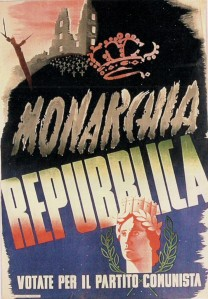 MONARCHIA
REPUBBLICA
VOTATE PER IL PARTITO COMUNISTA